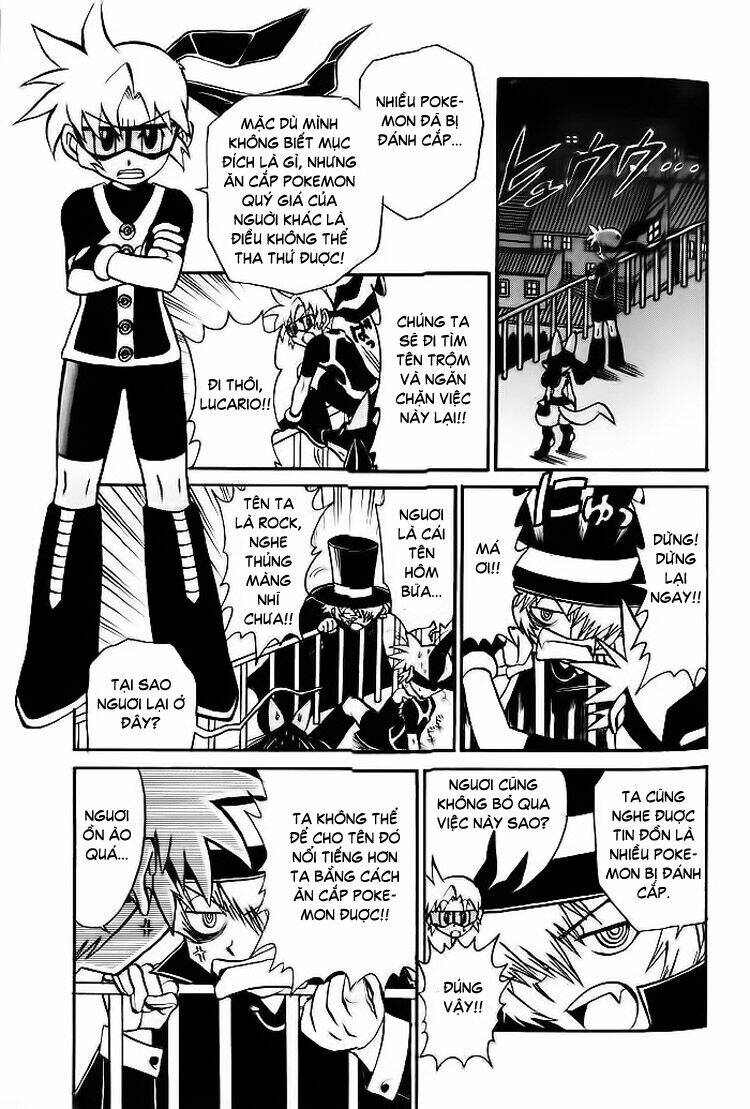 ヒュウウ...
NHIỀU POKE-
MON ĐÃ BỊ
ĐÁNH CẮP...
MẶC DÙ MÌNH
KHÔNG BIẾT MỤC
ĐÍCH LÀ GÌ, NHƯNG
ĂN CẮP POKEMON
QUÝ GIÁ CỦA
NGƯỜI KHÁC LÀ
ĐIỀU KHÔNG THỂ
THA THỨ ĐƯỢC!
CHÚNG TA
SẼ ĐI TÌM
TÊN TRỘM
VÀ NGĂN
CHẶN VIỆC
NÀY LẠI!!
ĐI THÔI,
LUCARIO!!
DỪNG!
DỪNG
LẠI
NGAY!!
MÁ
ƠI!!
NGƯƠI
LÀ CÁI
TÊN
HÔM
BỮA...
TÊN TA
LÀ ROCK,
NGHE
THỦNG
MÀNG
NHĨ
CHƯA!!
TẠI SAO
NGƯƠI LẠI Ở
ĐÂY?
TA CŨNG
NGHE ĐƯỢC
TIN ĐỒN LÀ
NHIỀU POKE-
MON BỊ ĐÁNH
CẮP.
NGƯƠI CŨNG
KHÔNG BỎ QUA
VIỆC NÀY SAO?
ĐÚNG
VẬY!!
TA KHÔNG THỂ
ĐỂ CHO TÊN ĐÓ
NỔI TIẾNG HƠN
TA BẰNG CÁCH
ĂN CẮP POKE-
MON ĐƯỢC!!
NGƯƠI
ỒN ÀO
QUÁ...